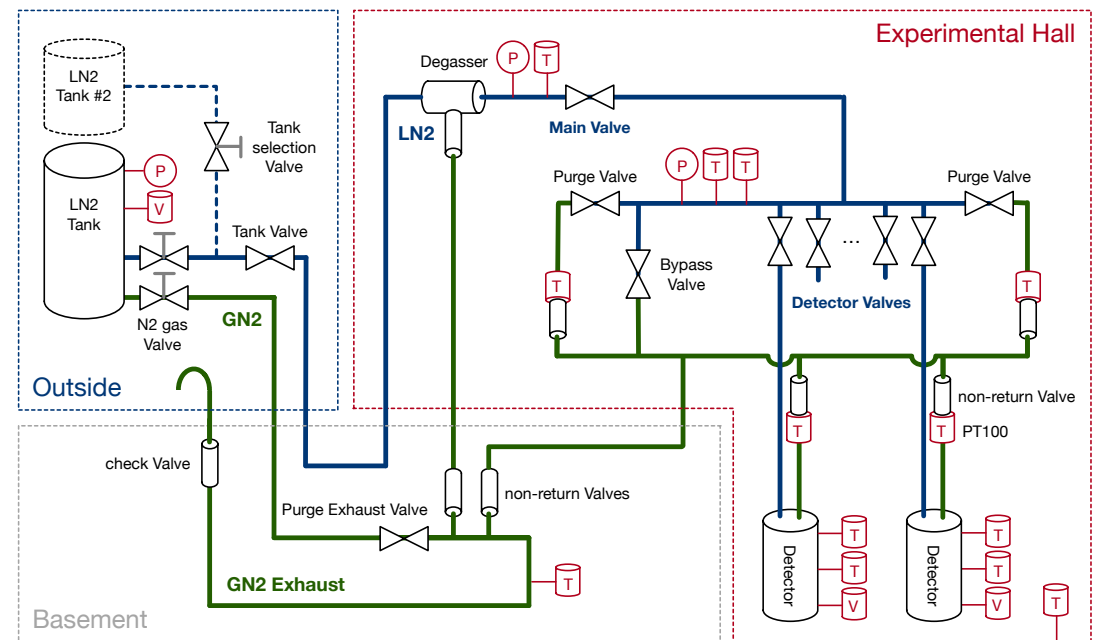 Experimental Hall
LN2
Tank #2
Degasser
P
T
Tank
selection
Valve
LN2
Main Valve
P
V
LN2
Tank
Purge Valve
P
T
T
Purge Valve
Tank Valve
...
Bypass
Valve
T
T
Detector Valves
N2 gas
Valve
GN2
Outside
non-return Valve
T
T
PT100
check Valve
non-return Valves
Purge Exhaust Valve
Detector
T
T
V
Detector
T
T
V
GN2 Exhaust
T
T
Basement